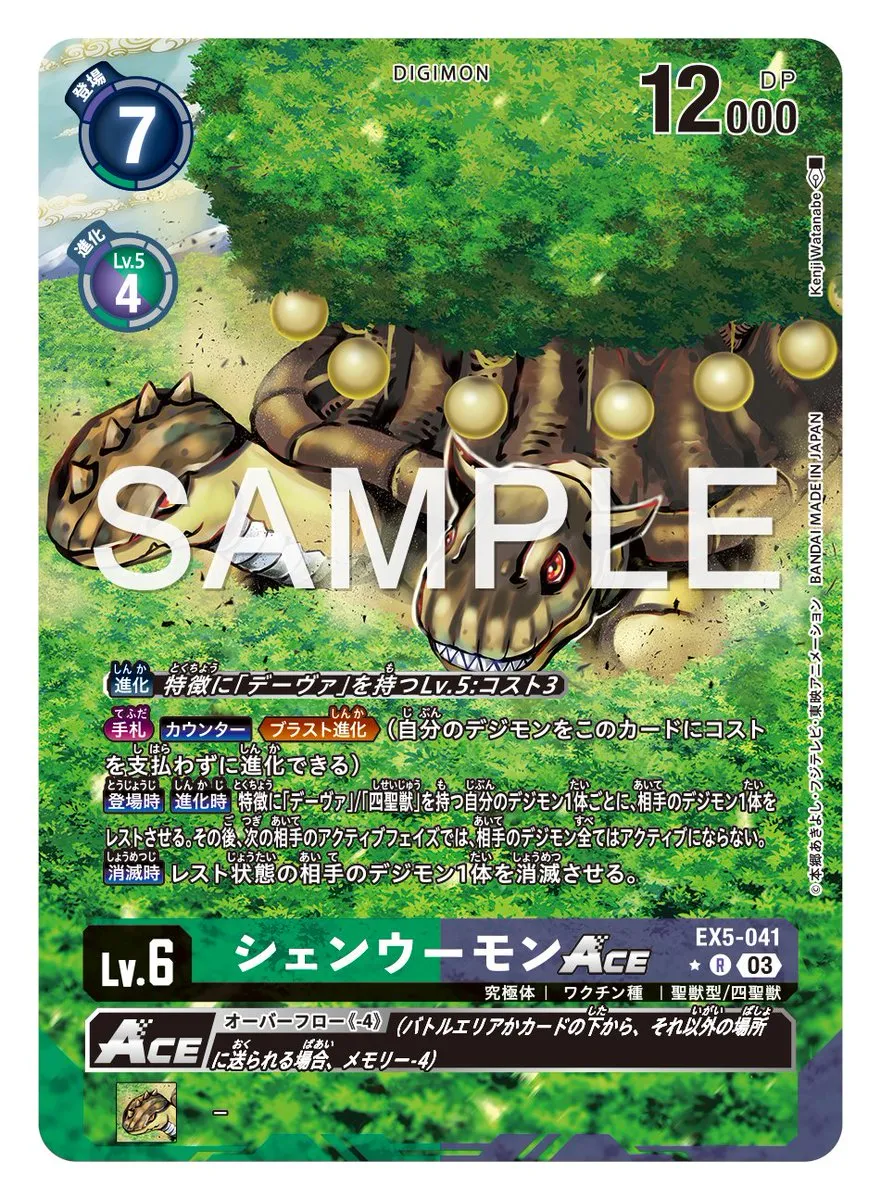 登場
7
DIGIMON
12000
DP
進化
Lv.5
4
Kenji Watanabe
SAMPLE
©本郷あきよし・フジテレビ・東映アニメーション BANDAI MADE IN JAPAN
進化 特徴に「デーヴァ」を持つLv.5:コスト3
手札 カウンター ブラスト進化 (自分のデジモンをこのカードにコスト
を支払わずに進化できる)
登場時 進化時 特徴に「デーヴァ」/「四聖獣」を持つ自分のデジモン1体ごとに、相手のデジモン1体を
レストさせる。その後、次の相手のアクティブフェイズでは、相手のデジモン全てはアクティブにならない。
消滅時 レスト状態の相手のデジモン1体を消滅させる。
Lv.6
シェンウーモンACE
EX5-041
R 03
究極体 | ワクチン種 | 聖獣型/四聖獣
ACE
オーバーフロー《-4》 (バトルエリアかカードの下から、それ以外の場所
に送られる場合、メモリー-4)
–